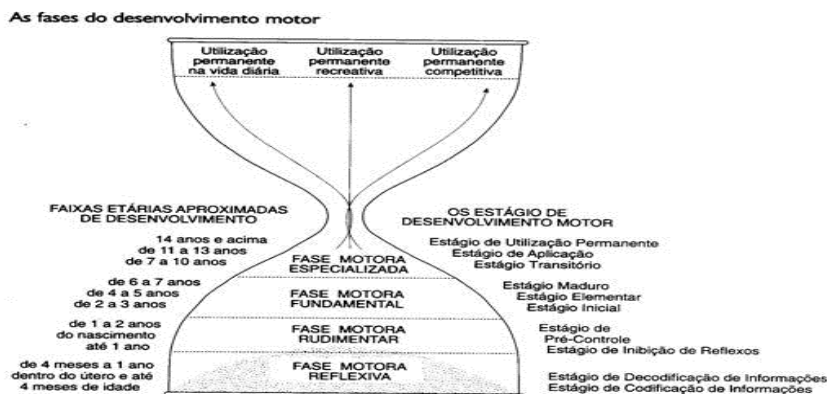 As fases do desenvolvimento motor
Utilização permanente na vida diária
Utilização permanente recreativa
Utilização permanente competitiva
FAIXAS ETÁRIAS APROXIMADAS
DE DESENVOLVIMENTO
OS ESTÁGIO DE
DESENVOLVIMENTO MOTOR
14 anos e acima
de 11 a 13 anos
de 7 a 10 anos
FASE MOTORA
ESPECIALIZADA
Estágio de Utilização Permanente
Estágio de Aplicação
Estágio Transitório
de 6 a 7 anos
de 4 a 5 anos
de 2 a 3 anos
FASE MOTORA
FUNDAMENTAL
Estágio Maduro
Estágio Elementar
Estágio Inicial
de 1 a 2 anos
do nascimento
até 1 ano
FASE MOTORA
RUDIMENTAR
Estágio de
Pré-Controle
Estágio de Inibição de Reflexos
de 4 meses a 1 ano
dentro do útero e até
4 meses de idade
FASE MOTORA
REFLEXIVA
Estágio de Decodificação de Informações
Estágio de Codificação de Informações